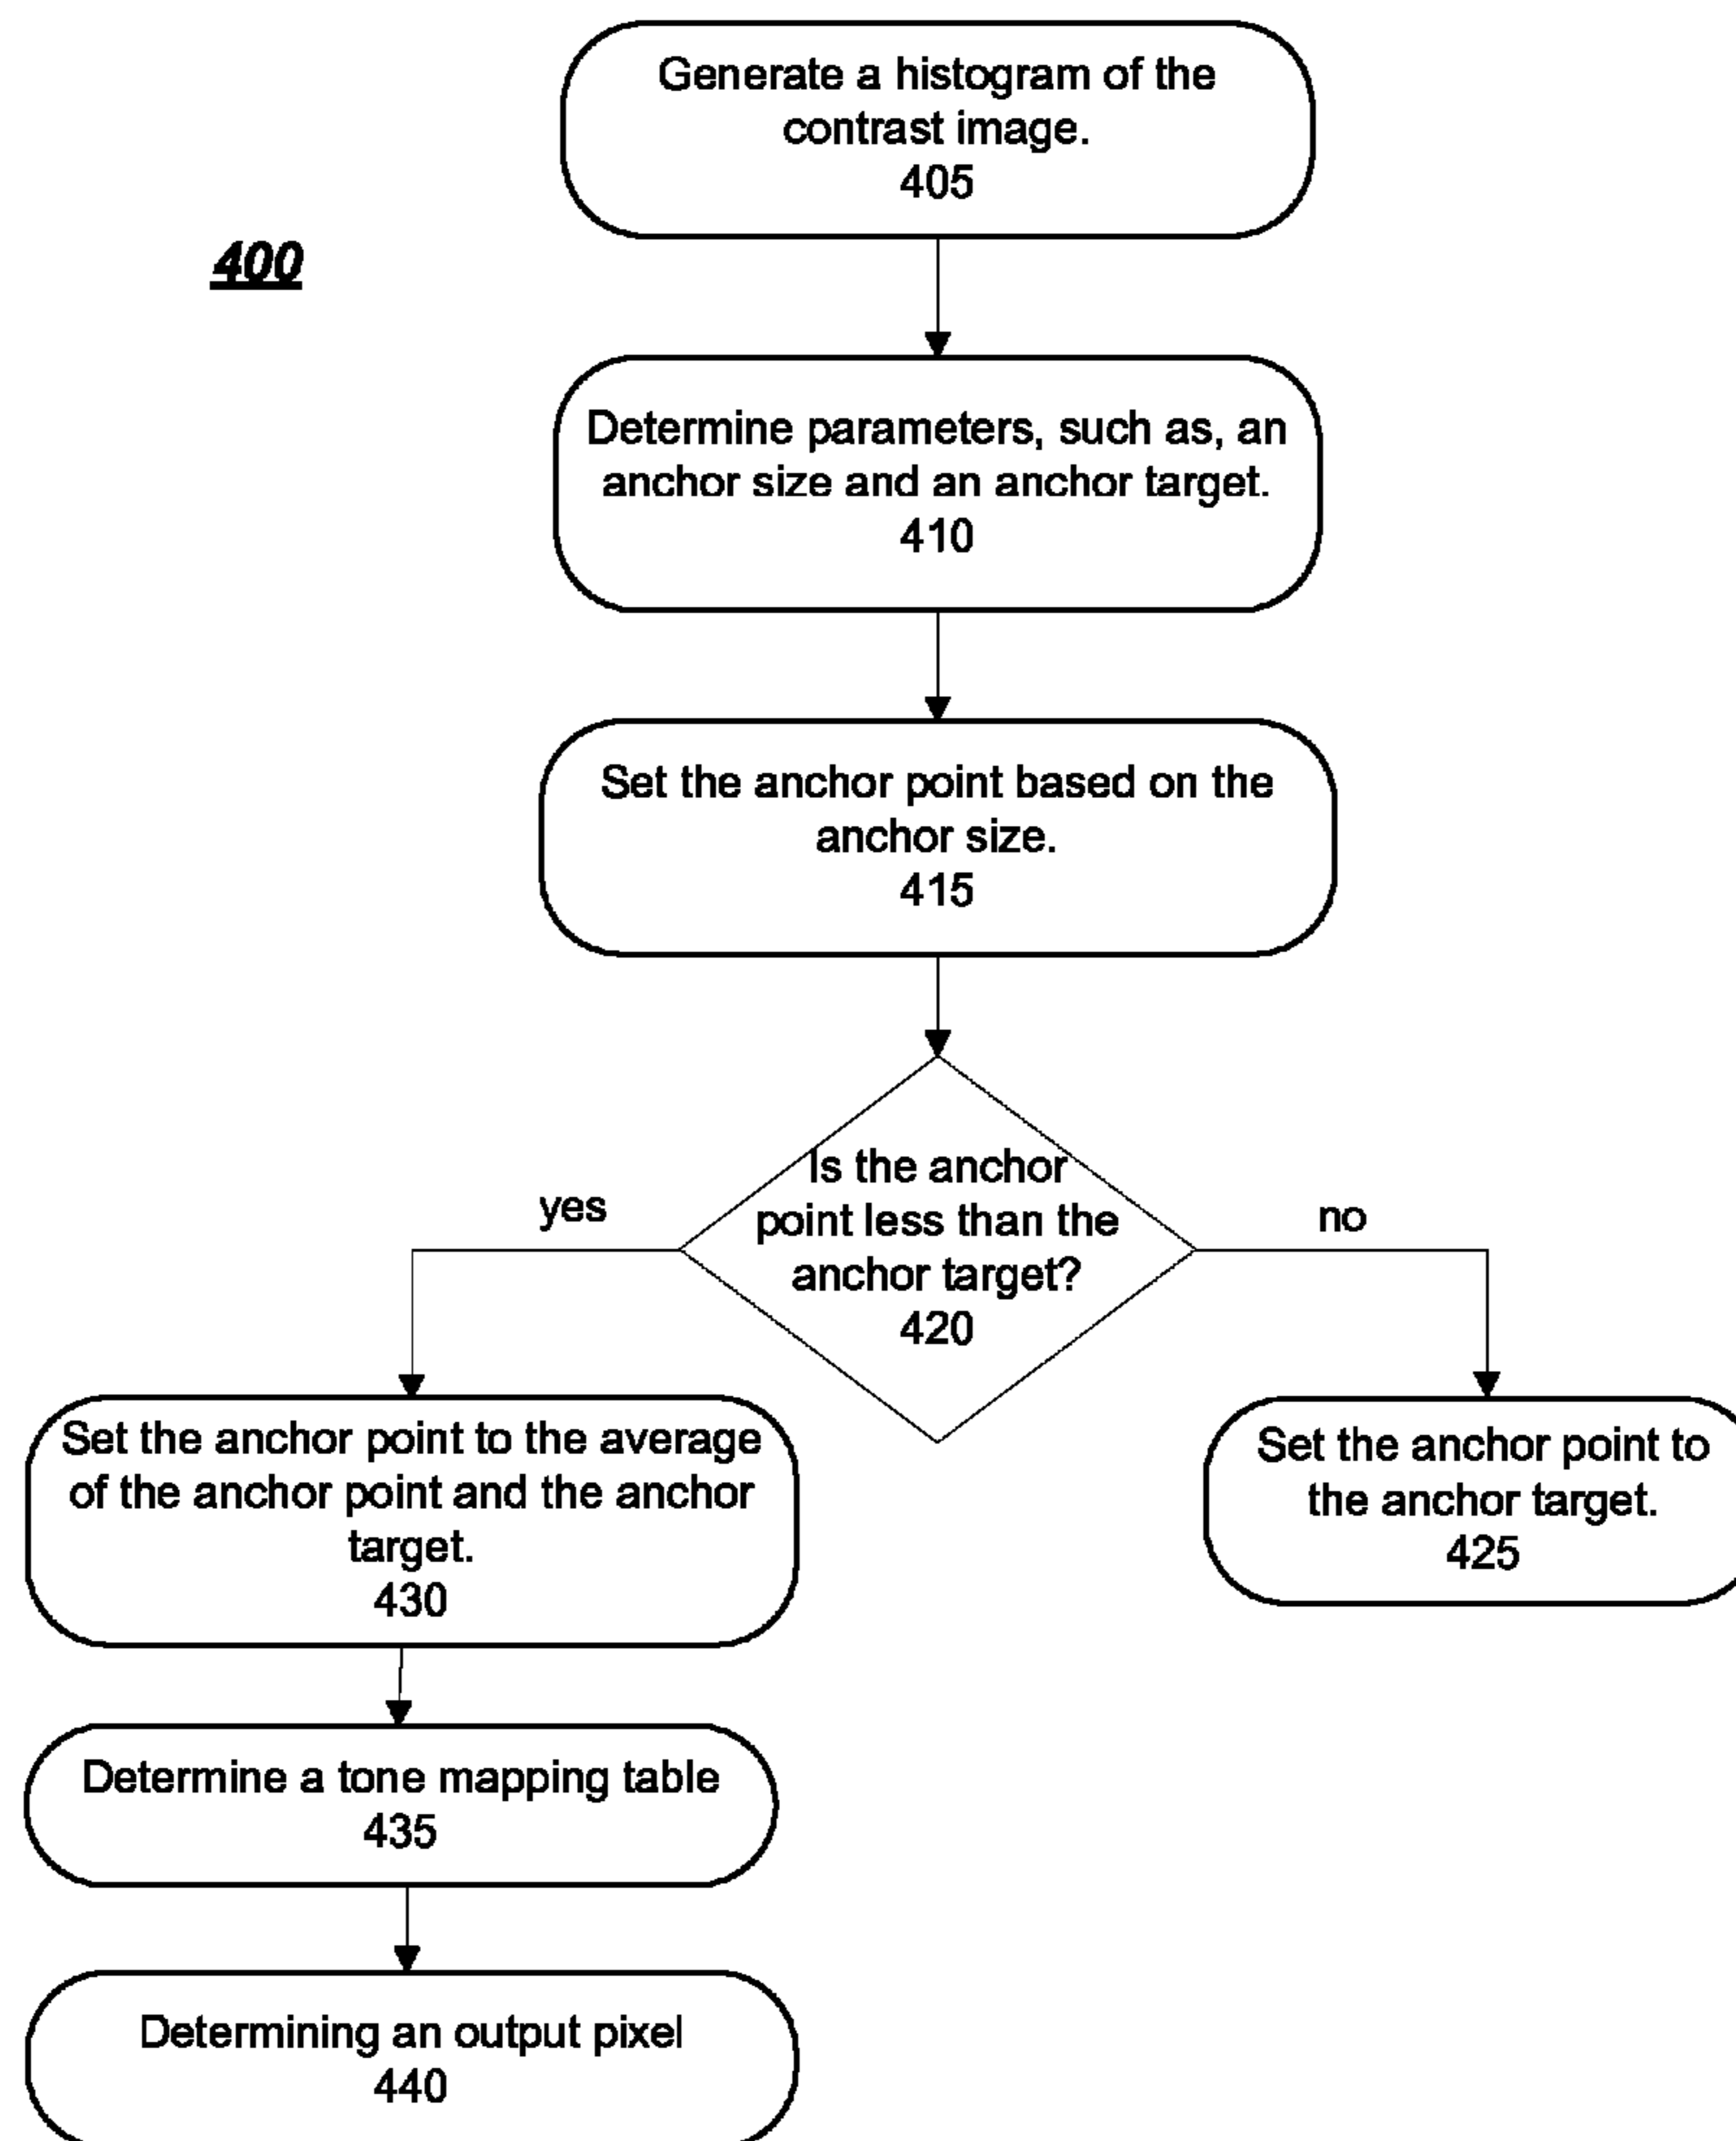 Generate a histogram of the
contrast image.
405
400
Determine parameters, such as, an
anchor size and an anchor target.
410
Set the anchor point based on the
anchor size.
415
Is the anchor
point less than the
anchor target?
420
yes
no
Set the anchor point to the average
of the anchor point and the anchor
target.
430
Set the anchor point to
the anchor target.
425
Determine a tone mapping table
435
Determining an output pixel
440